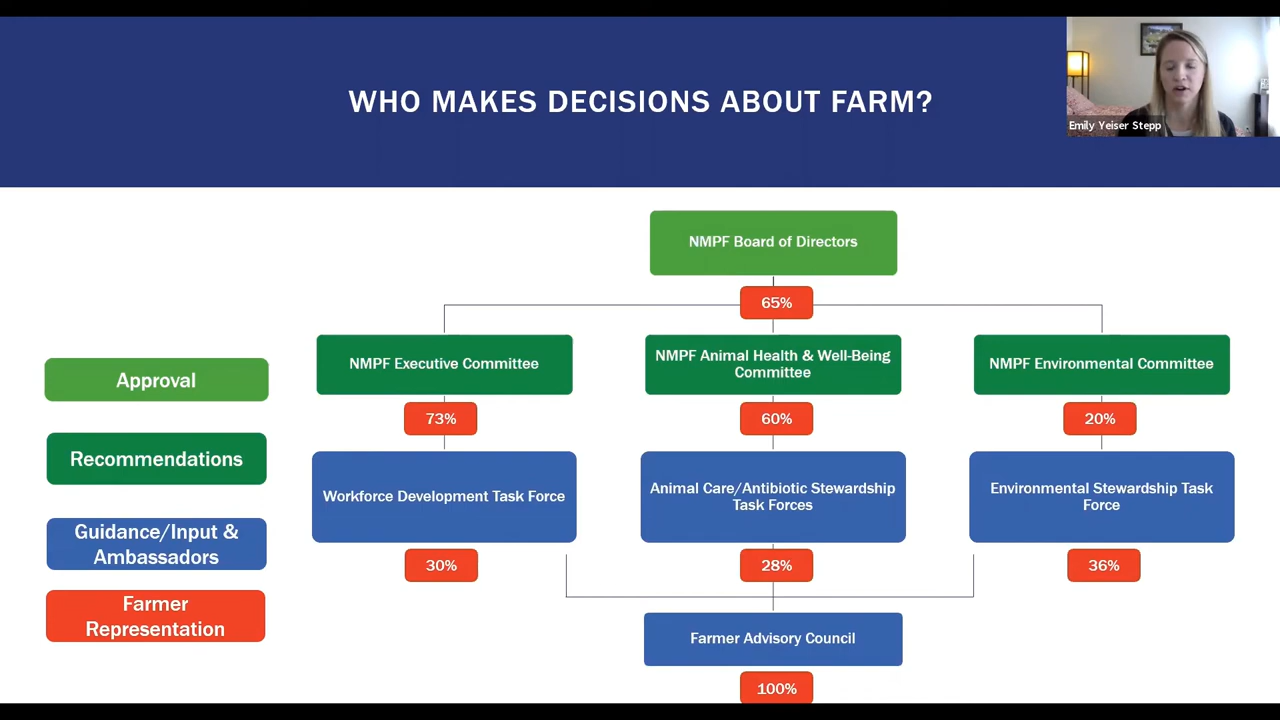 WHO MAKES DECISIONS ABOUT FARM?
Emily Yeiser Stepp
NMPF Board of Directors
65%
NMPF Executive Committee
NMPF Animal Health & Well-Being
Committee
NMPF Environmental Committee
73%
60%
20%
Workforce Development Task Force
Animal Care/Antibiotic Stewardship
Task Forces
Environmental Stewardship Task
Force
30%
28%
36%
Farmer Advisory Council
100%
Approval
Recommendations
Guidance/Input &
Ambassadors
Farmer
Representation